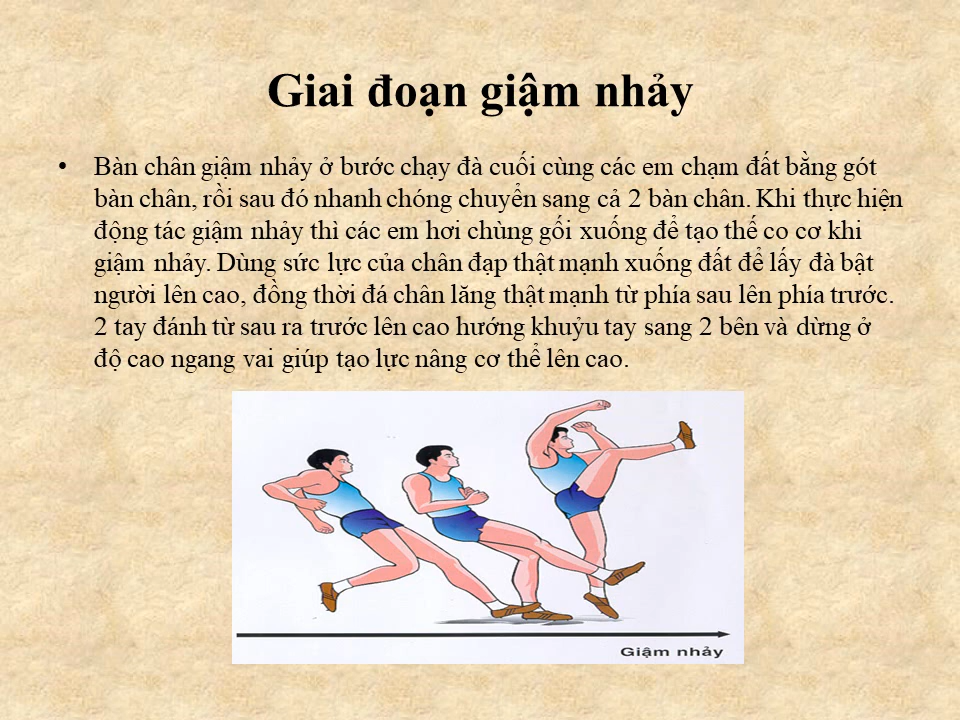 Giai đoạn giậm nhảy
• Bàn chân giậm nhảy ở bước chạy đà cuối cùng các em chạm đất bằng gót
bàn chân, rồi sau đó nhanh chóng chuyển sang cả 2 bàn chân. Khi thực hiện
động tác giậm nhảy thì các em hơi chùng gối xuống để tạo thế co cơ khi
giậm nhảy. Dùng sức lực của chân đạp thật mạnh xuống đất để lấy đà bật
người lên cao, đồng thời đá chân lăng thật mạnh từ phía sau lên phía trước.
2 tay đánh từ sau ra trước lên cao hướng khuỷu tay sang 2 bên và dừng ở
độ cao ngang vai giúp tạo lực nâng cơ thể lên cao.
Giậm nhảy